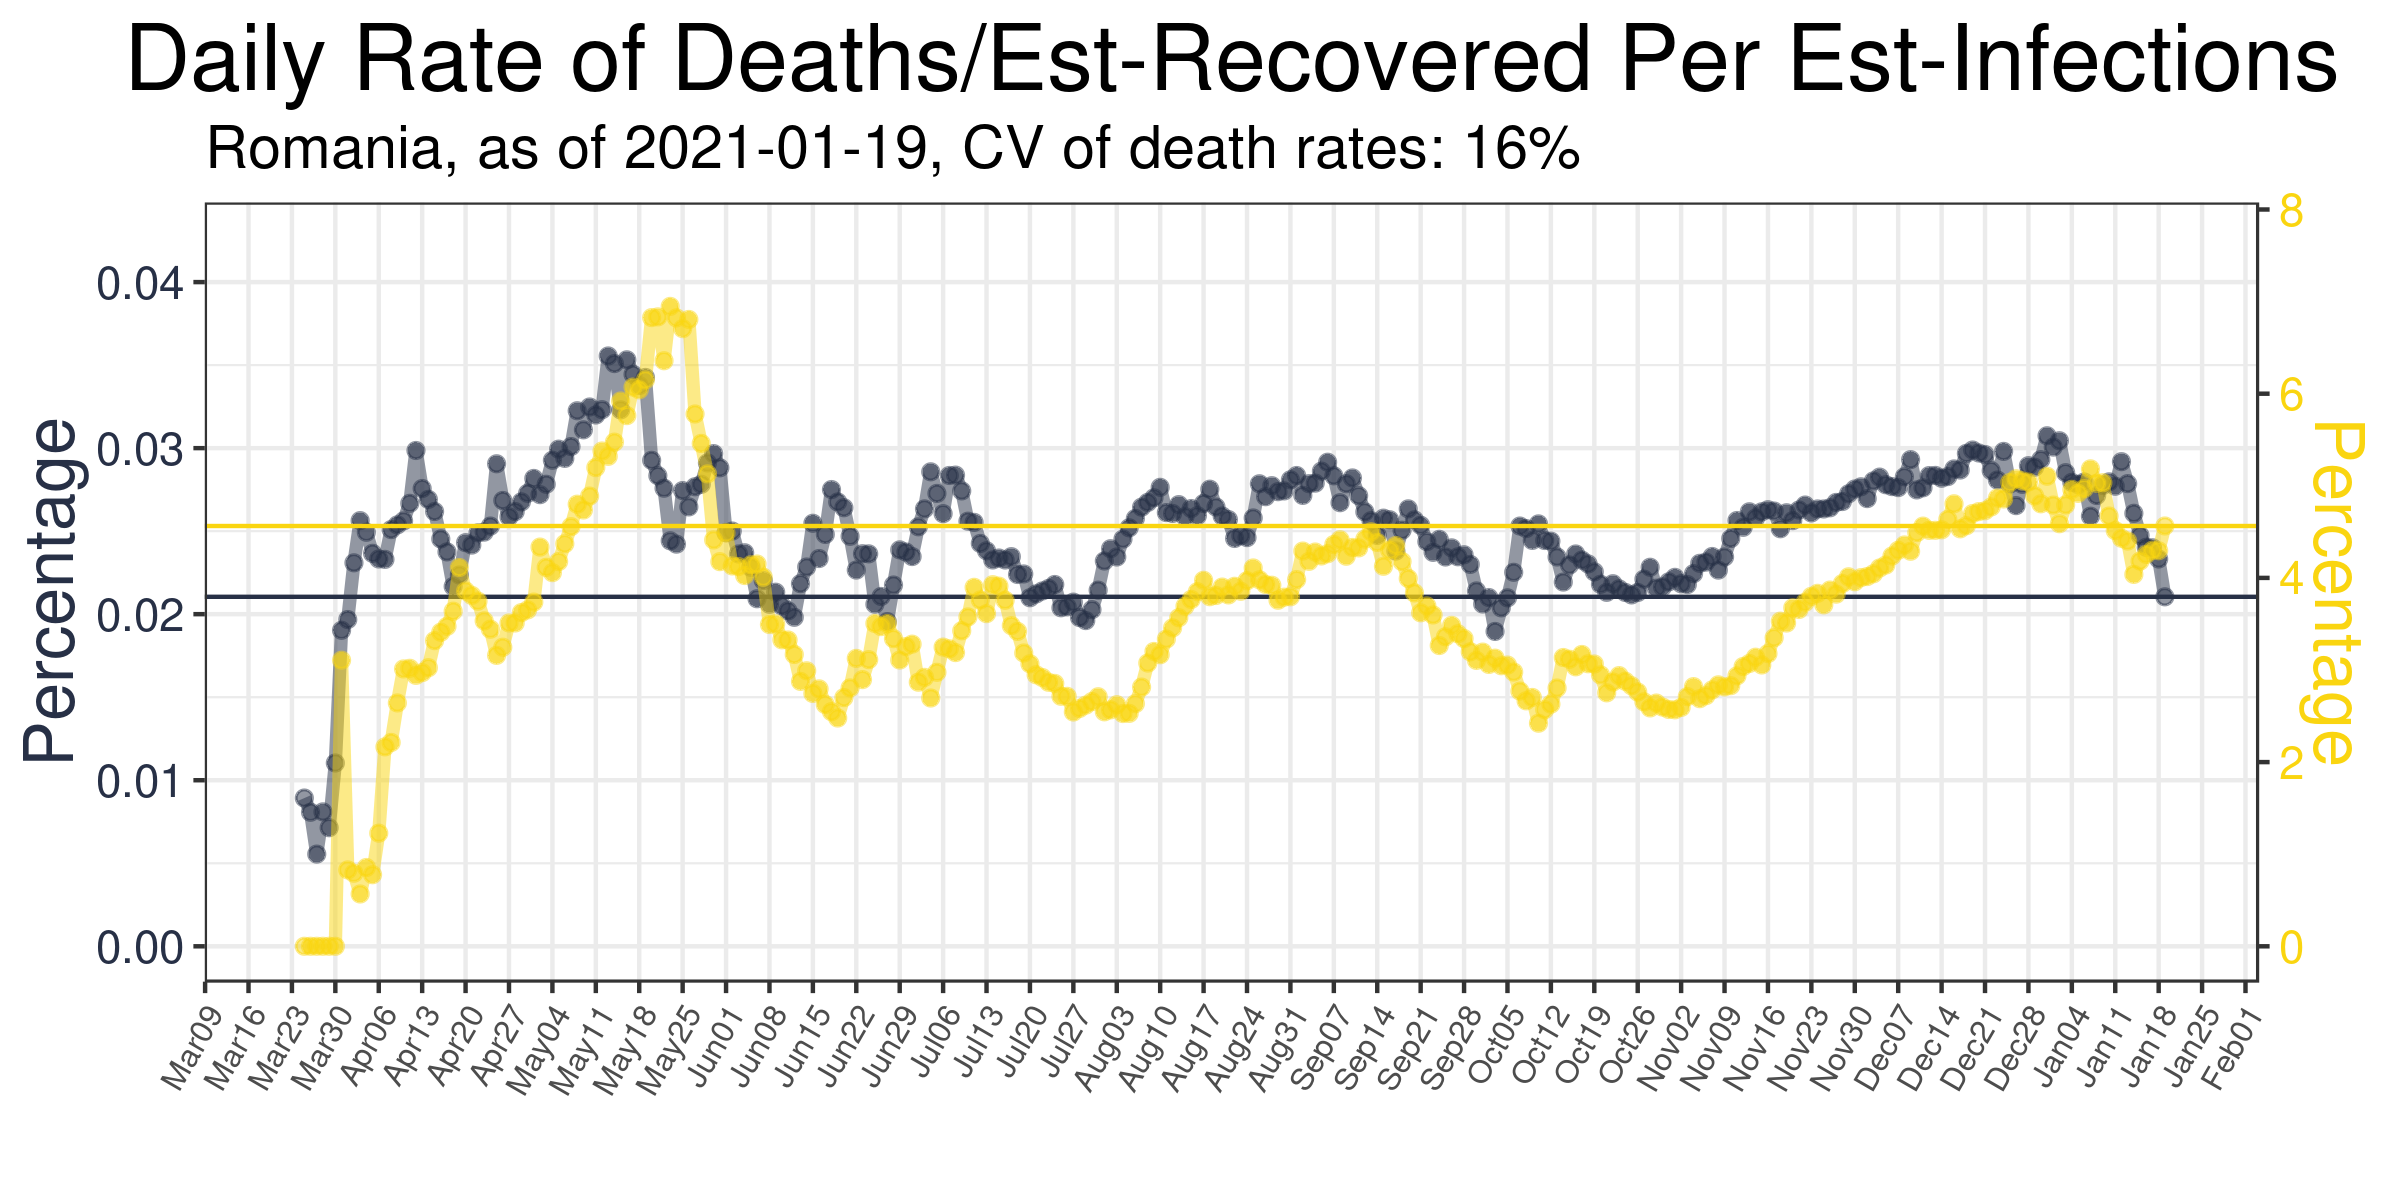 Daily Rate of Deaths/Est-Recovered Per Est-Infections
Romania, as of 2021-01-19, CV of death rates: 16%
Percentage
0.04
0.03
0.02
0.01
0.00
8
6
4
2
0
Percentage
Mar09 Mar16 Mar23 Mar30 Apr06 Apr13 Apr20 Apr27 May04 May11 May18 May25 Jun01 Jun08 Jun15 Jun22 Jun29 Jul06 Jul13 Jul20 Jul27 Aug03 Aug10 Aug17 Aug24 Aug31 Sep07 Sep14 Sep21 Sep28 Oct05 Oct12 Oct19 Oct26 Nov02 Nov09 Nov16 Nov23 Nov30 Dec07 Dec14 Dec21 Dec28 Jan04 Jan11 Jan18 Jan25 Feb01